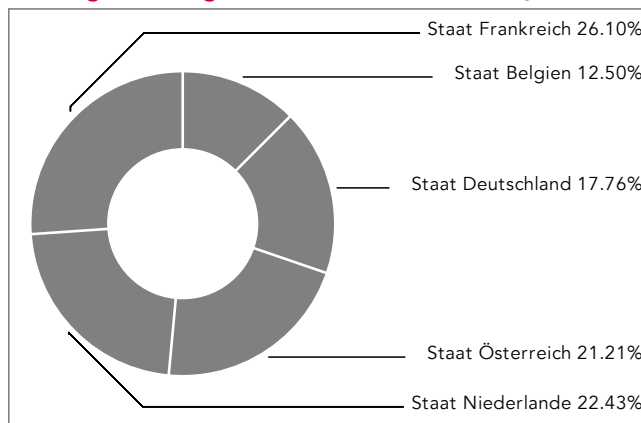 Staat Frankreich 26.10%
Staat Belgien 12.50%
Staat Deutschland 17.76%
Staat Österreich 21.21%
Staat Niederlande 22.43%